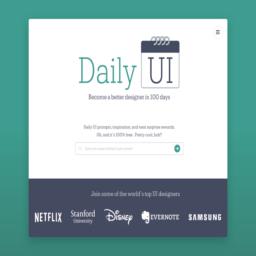 Daily UI
Become a better designer in 100 days
Daily UI prompts, inspiration, and neat surprise rewards.
Oh, and it's 100% free. Pretty cool, huh?
Join some of the world's top UI designers
NETFLIX
Stanford
University
Disney
EVERNOTE
SAMSUNG